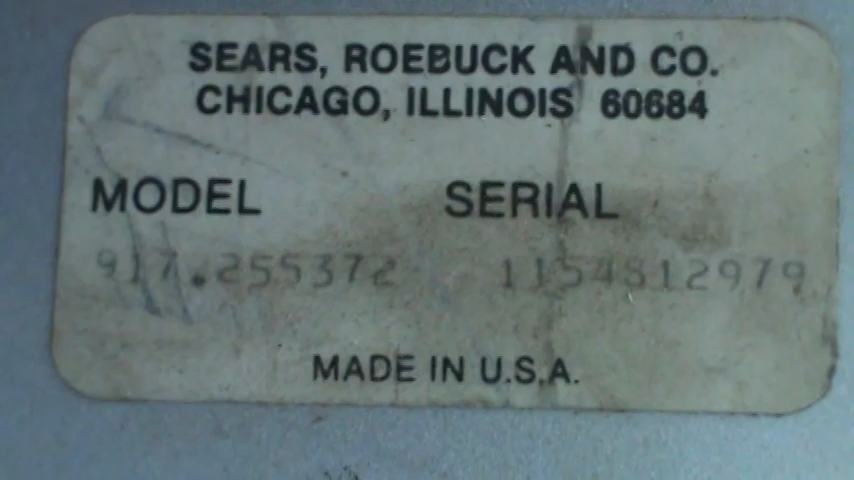 SEARS, ROEBUCK AND CO.
CHICAGO, ILLINOIS 60684
MODEL SERIAL
917.255372 1154812979
MADE IN U.S.A.